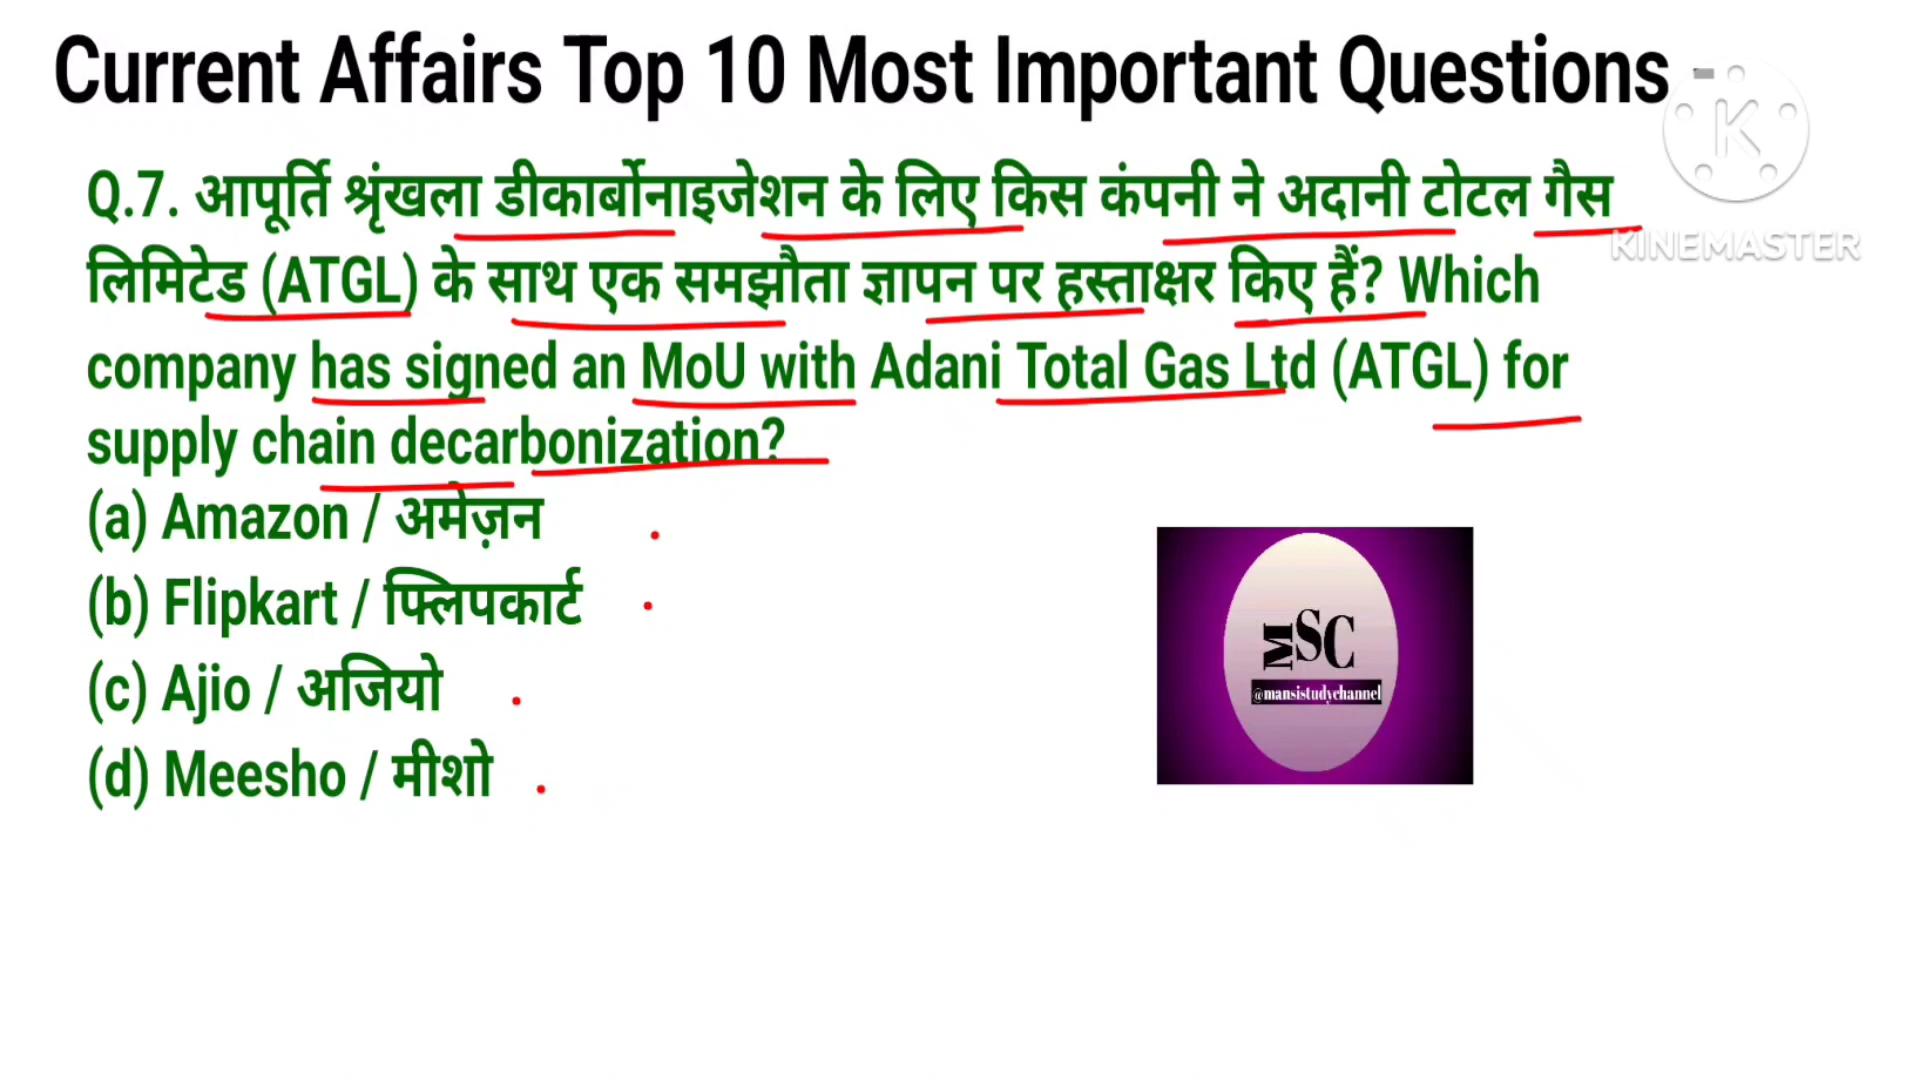 Current Affairs Top 10 Most Important Questions -
Q.7. आपूर्ति श्रृंखला डीकार्बोनाइजेशन के लिए किस कंपनी ने अदानी टोटल गैस
लिमिटेड (ATGL) के साथ एक समझौता ज्ञापन पर हस्ताक्षर किए हैं? Which
company has signed an MoU with Adani Total Gas Ltd (ATGL) for
supply chain decarbonization?
(a) Amazon / अमेज़न
(b) Flipkart / फ्लिपकार्ट
(c) Ajio / अजियो
(d) Meesho / मीशो
K
KINEMASTER
MSC
@mansistudychannel